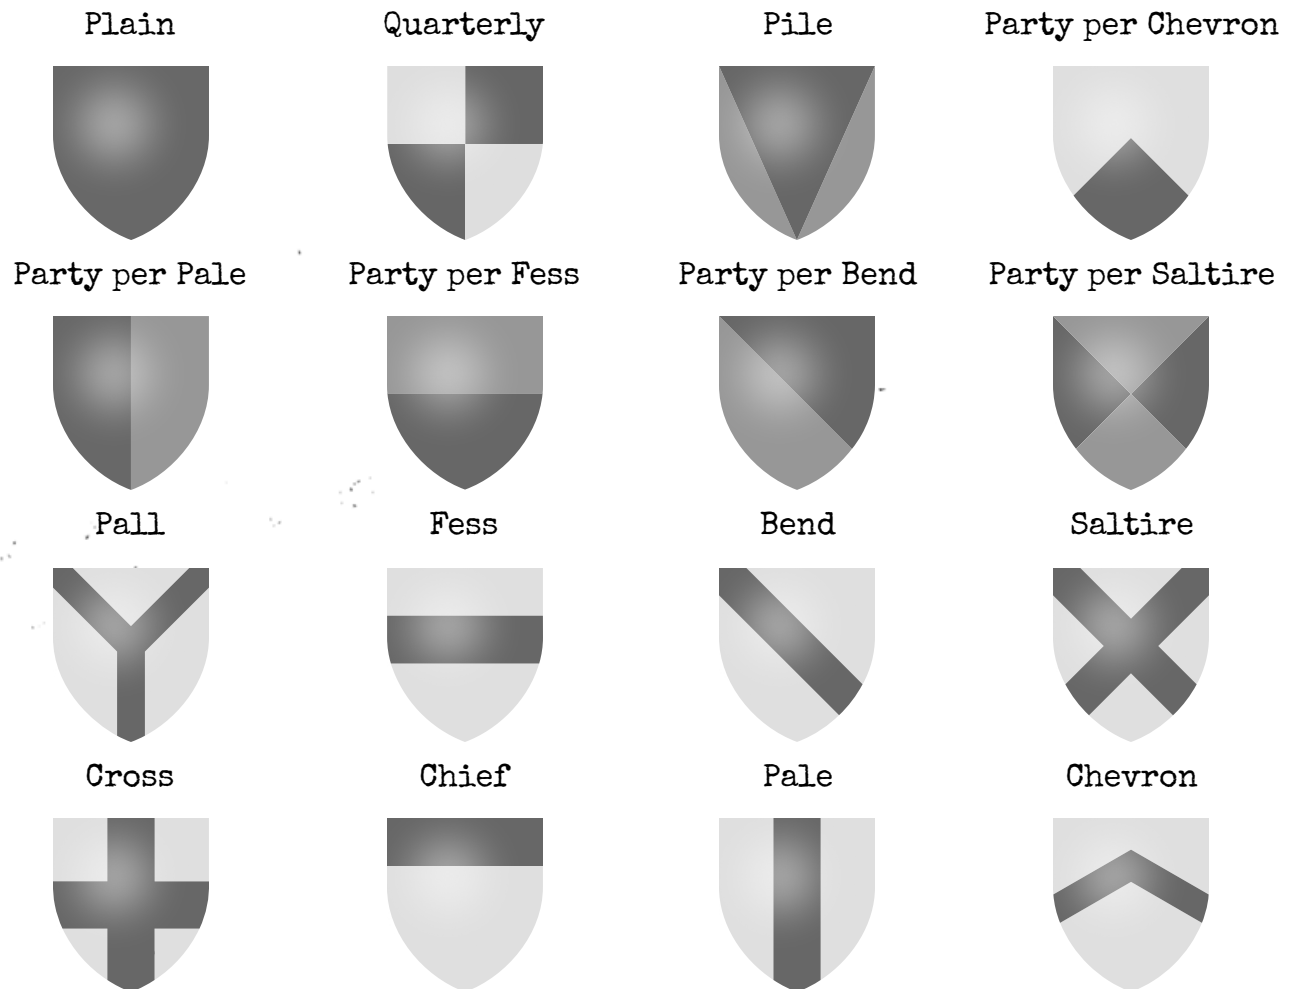 Plain
Quarterly
Pile
Party per Chevron
Party per Pale
Party per Fess
Party per Bend
Party per Saltire
Pall
Fess
Bend
Saltire
Cross
Chief
Pale
Chevron